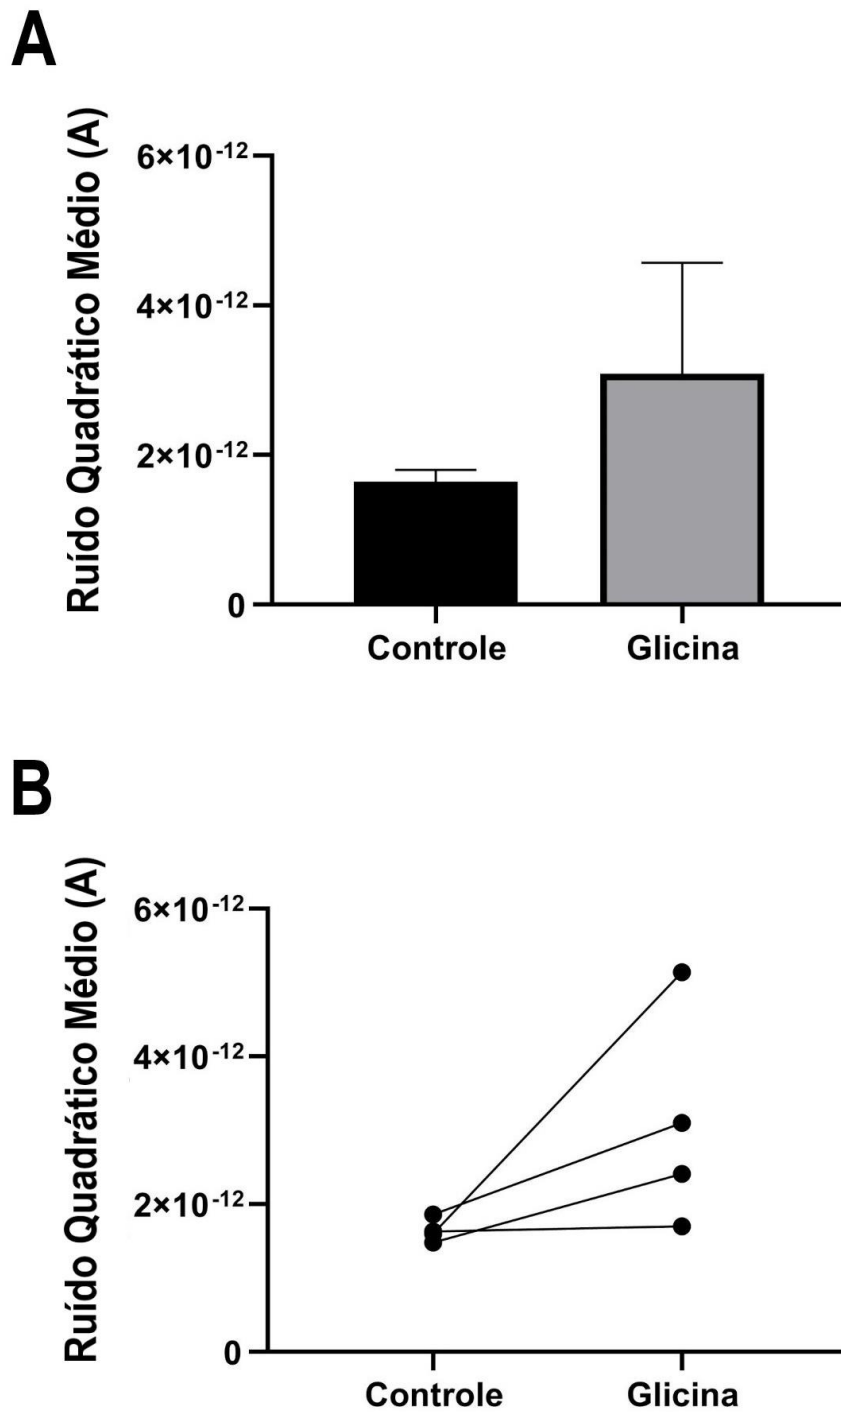 A
Ruído Quadrático Médio (A)
6×10⁻¹²
4×10⁻¹²
2×10⁻¹²
0
Controle
Glicina
B
Ruído Quadrático Médio (A)
6×10⁻¹²
4×10⁻¹²
2×10⁻¹²
0
Controle
Glicina